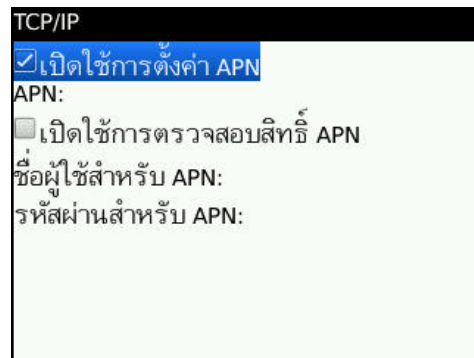 TCP/IP
เปิดใช้การตั้งค่า APN
APN:
เปิดใช้การตรวจสอบสิทธิ์ APN
ชื่อผู้ใช้สำหรับ APN:
รหัสผ่านสำหรับ APN: